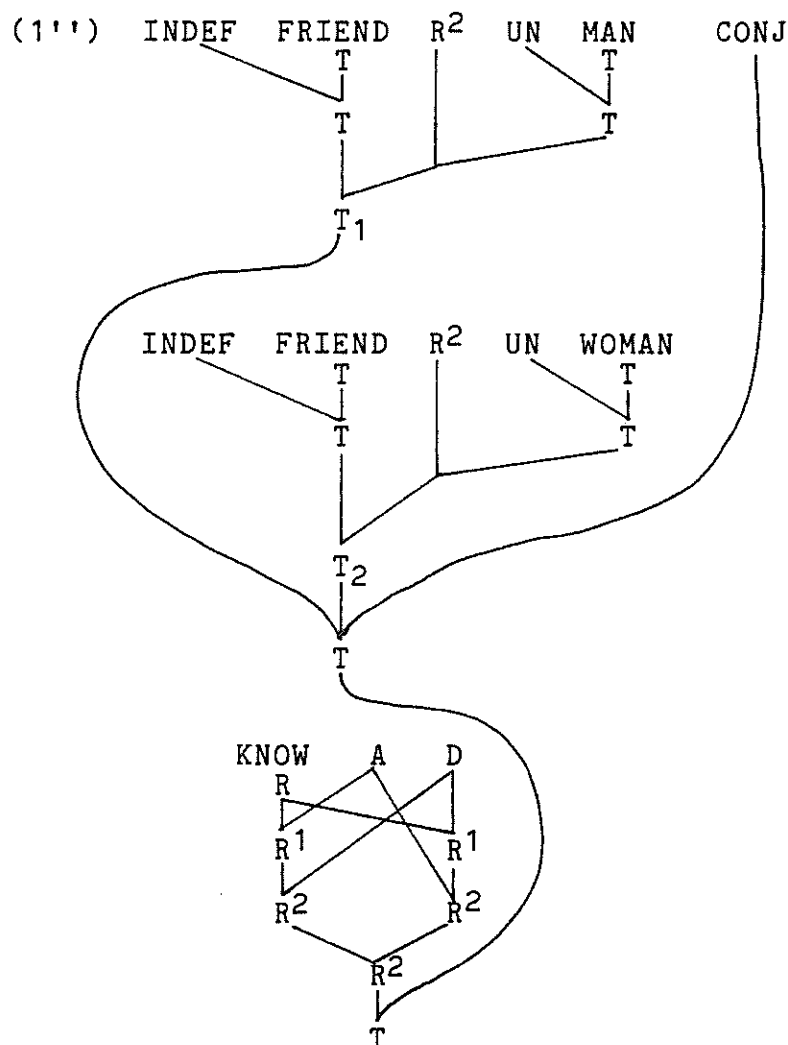 (1'') INDEF FRIEND R² UN MAN CONJ
T T
T T
T₁
INDEF FRIEND R² UN WOMAN
T T
T T
T₂
T
KNOW A D
R
R¹ R¹
R² R²
R²
T